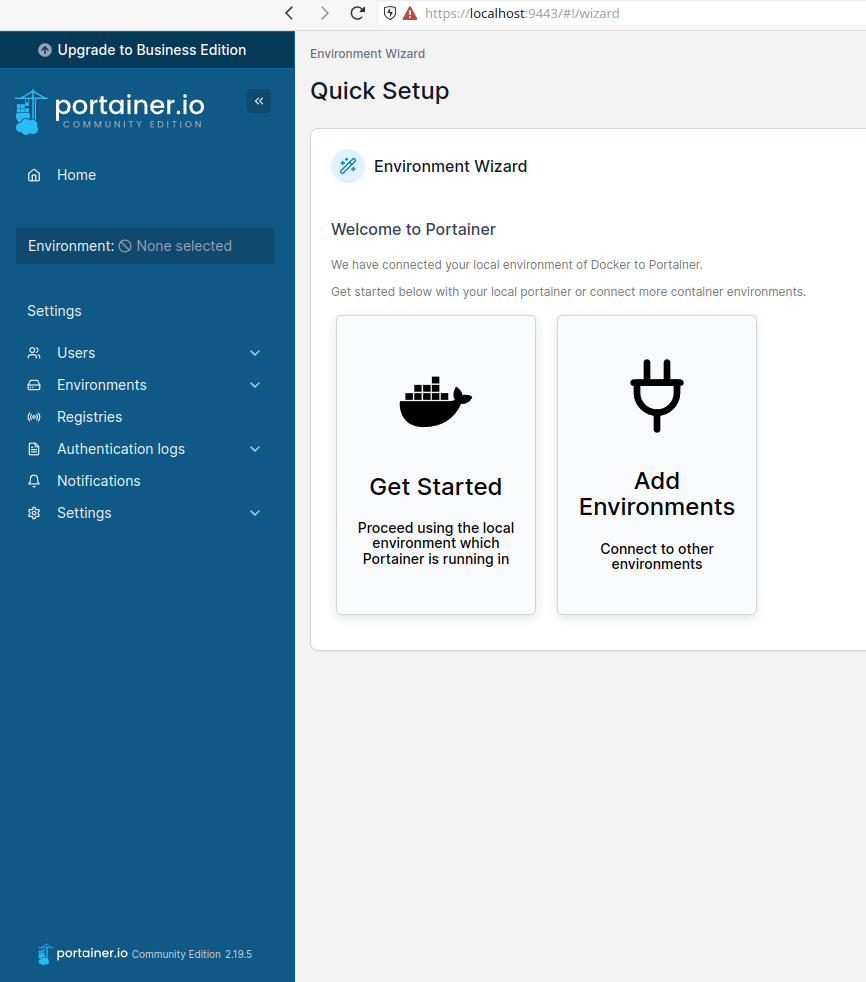 https://localhost:9443/#!/wizard
Upgrade to Business Edition
portainer.io
COMMUNITY EDITION
Home
Environment: None selected
Settings
Users
Environments
Registries
Authentication logs
Notifications
Settings
portainer.io Community Edition 2.19.5
Environment Wizard
Quick Setup
Environment Wizard
Welcome to Portainer
We have connected your local environment of Docker to Portainer.
Get started below with your local portainer or connect more container environments.
Get Started
Proceed using the local
environment which
Portainer is running in
Add
Environments
Connect to other
environments